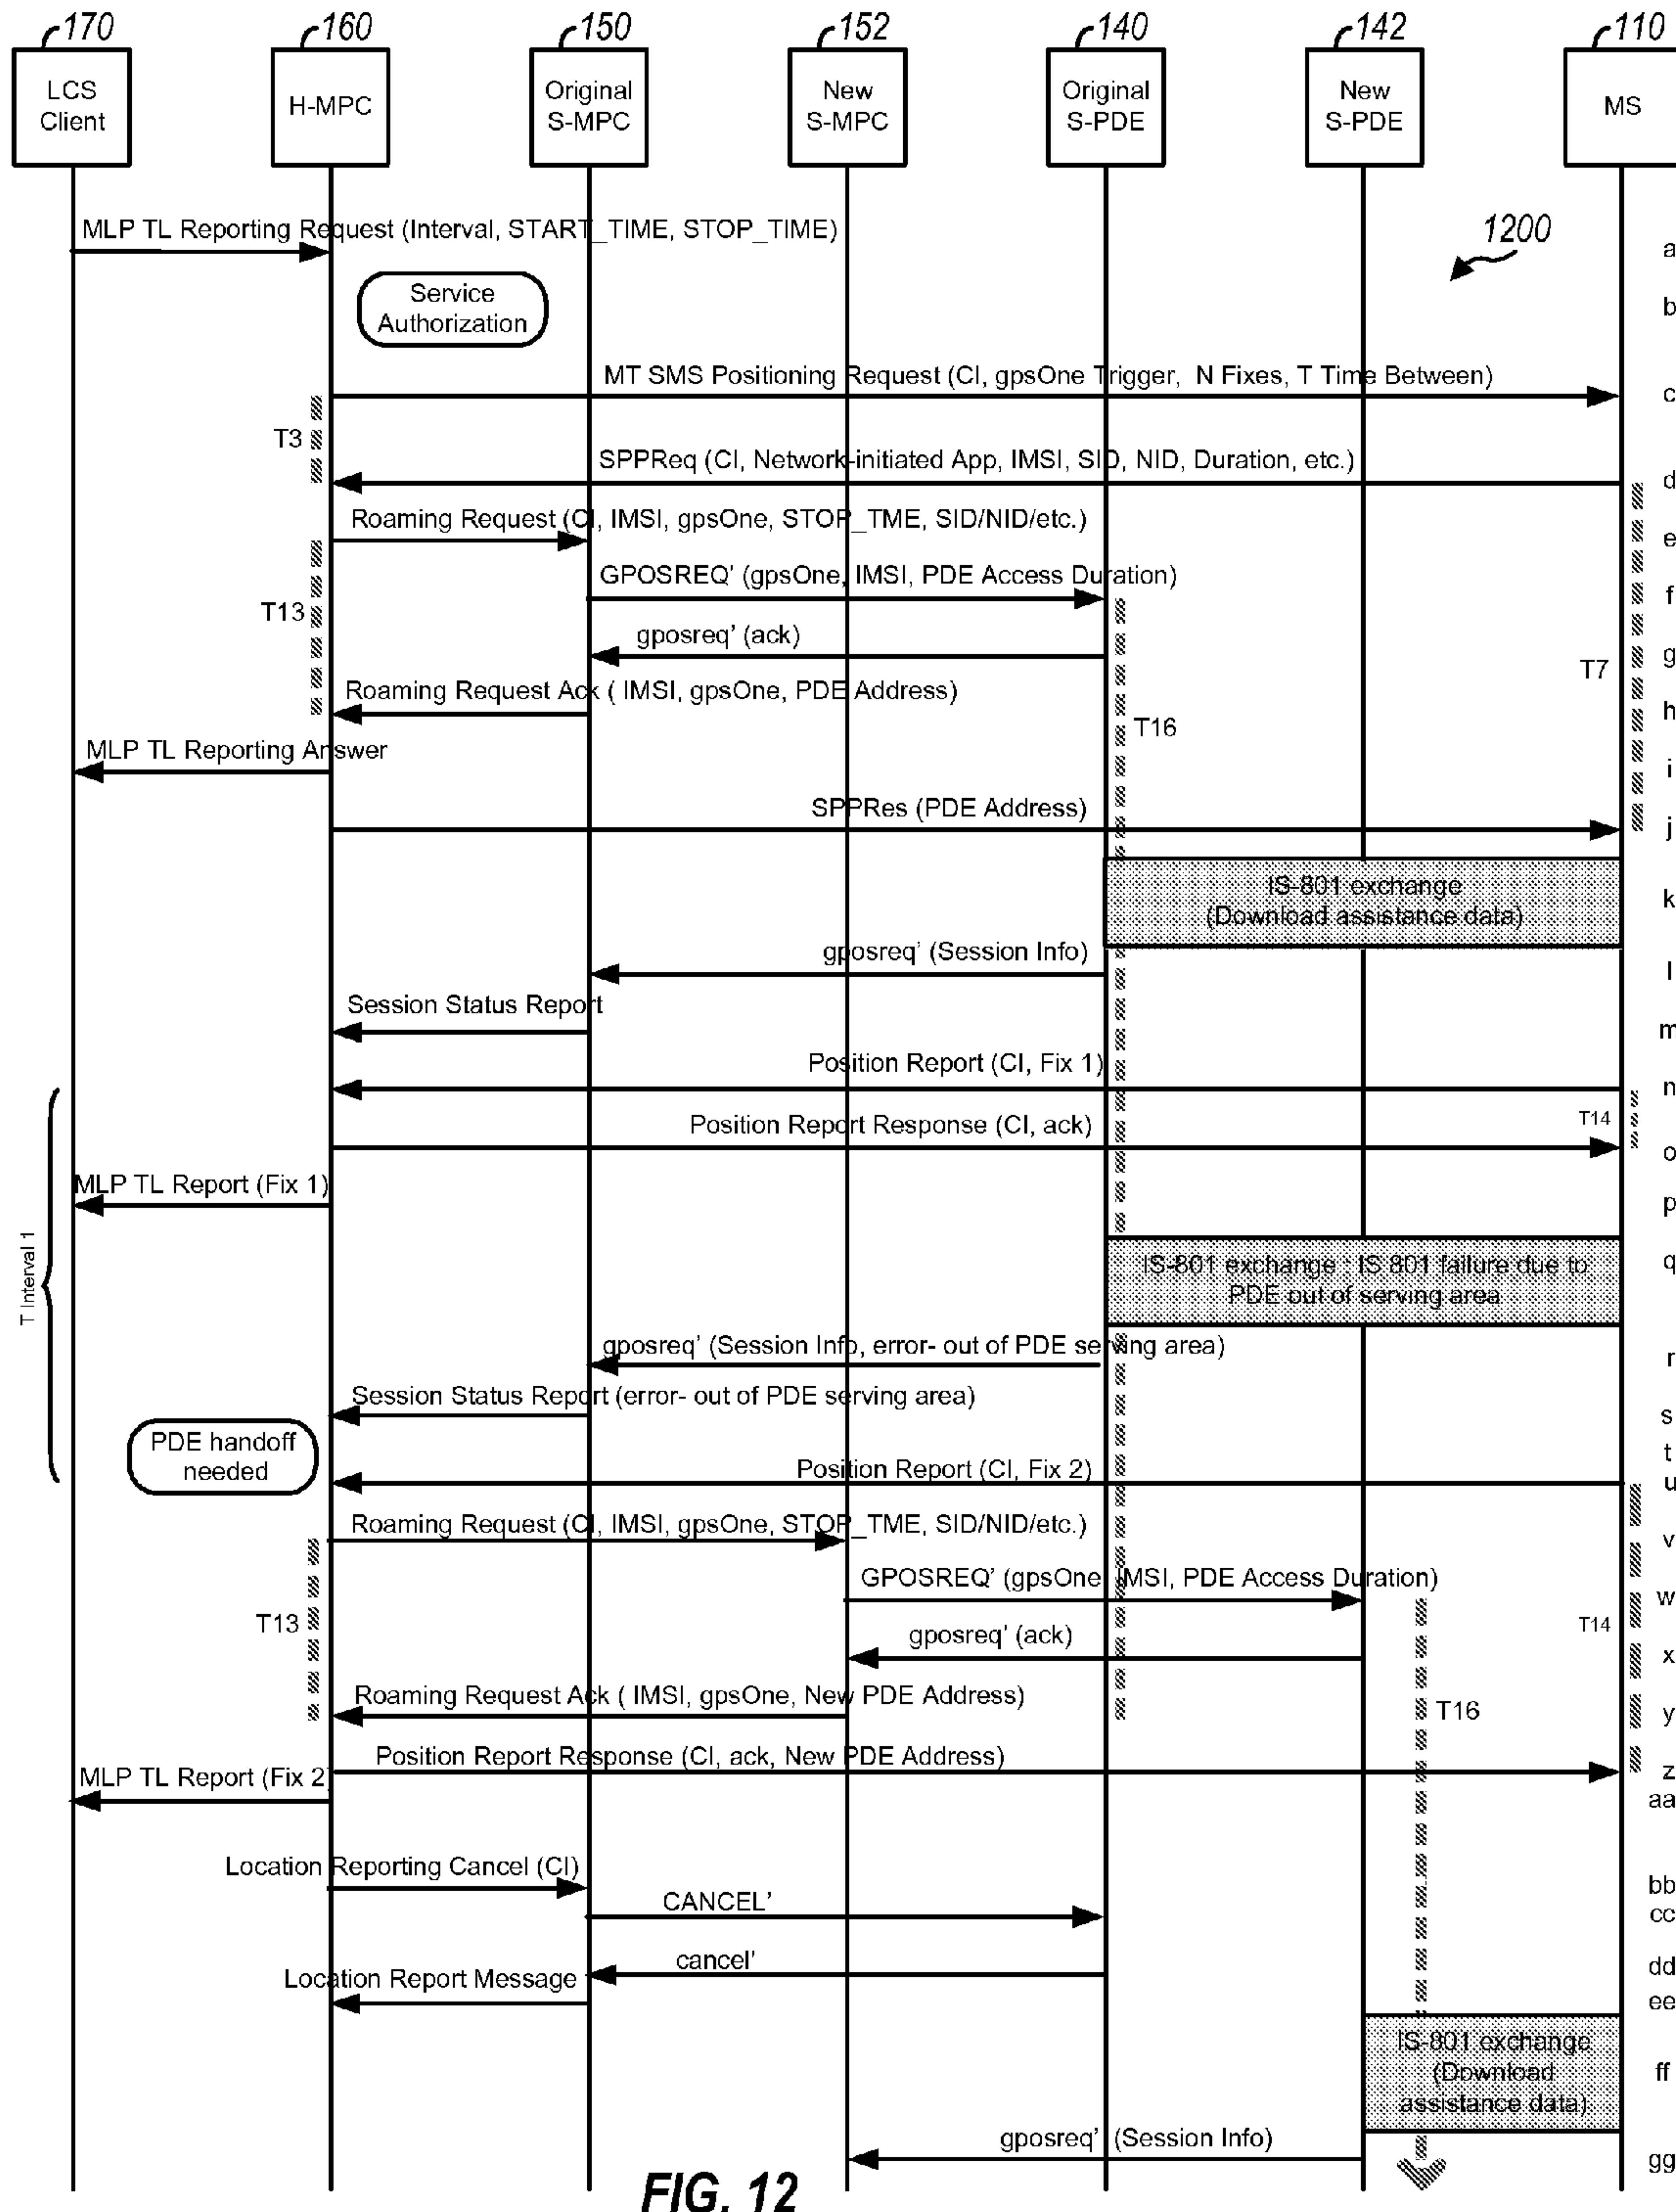 170
160
150
152
140
142
110
LCS
Client
H-MPC
Original
S-MPC
New
S-MPC
Original
S-PDE
New
S-PDE
MS
MLP TL Reporting Request (Interval, START_TIME, STOP_TIME)
1200
a
Service
Authorization
b
MT SMS Positioning Request (CI, gpsOne Trigger, N Fixes, T Time Between)
c
T3
SPPReq (CI, Network-initiated App, IMSI, SID, NID, Duration, etc.)
d
Roaming Request (CI, IMSI, gpsOne, STOP_TME, SID/NID/etc.)
e
GPOSREQ' (gpsOne, IMSI, PDE Access Duration)
f
T13
gposreq' (ack)
g
T7
Roaming Request Ack ( IMSI, gpsOne, PDE Address)
h
T16
MLP TL Reporting Answer
i
SPPRes (PDE Address)
j
IS-801 exchange
(Download assistance data)
k
gposreq' (Session Info)
l
Session Status Report
m
Position Report (CI, Fix 1)
n
T14
Position Report Response (CI, ack)
o
MLP TL Report (Fix 1)
p
T Interval 1
IS-801 exchange : IS 801 failure due to
PDE out of serving area
q
gposreq' (Session Info, error- out of PDE serving area)
r
Session Status Report (error- out of PDE serving area)
s
PDE handoff
needed
t
Position Report (CI, Fix 2)
u
Roaming Request (CI, IMSI, gpsOne, STOP_TME, SID/NID/etc.)
v
GPOSREQ' (gpsOne, IMSI, PDE Access Duration)
w
T13
T14
gposreq' (ack)
x
Roaming Request Ack ( IMSI, gpsOne, New PDE Address)
T16
y
Position Report Response (CI, ack, New PDE Address)
z
MLP TL Report (Fix 2)
aa
Location Reporting Cancel (CI)
bb
CANCEL'
cc
cancel'
dd
Location Report Message
ee
IS-801 exchange
(Download
assistance data)
ff
gposreq' (Session Info)
gg
FIG. 12